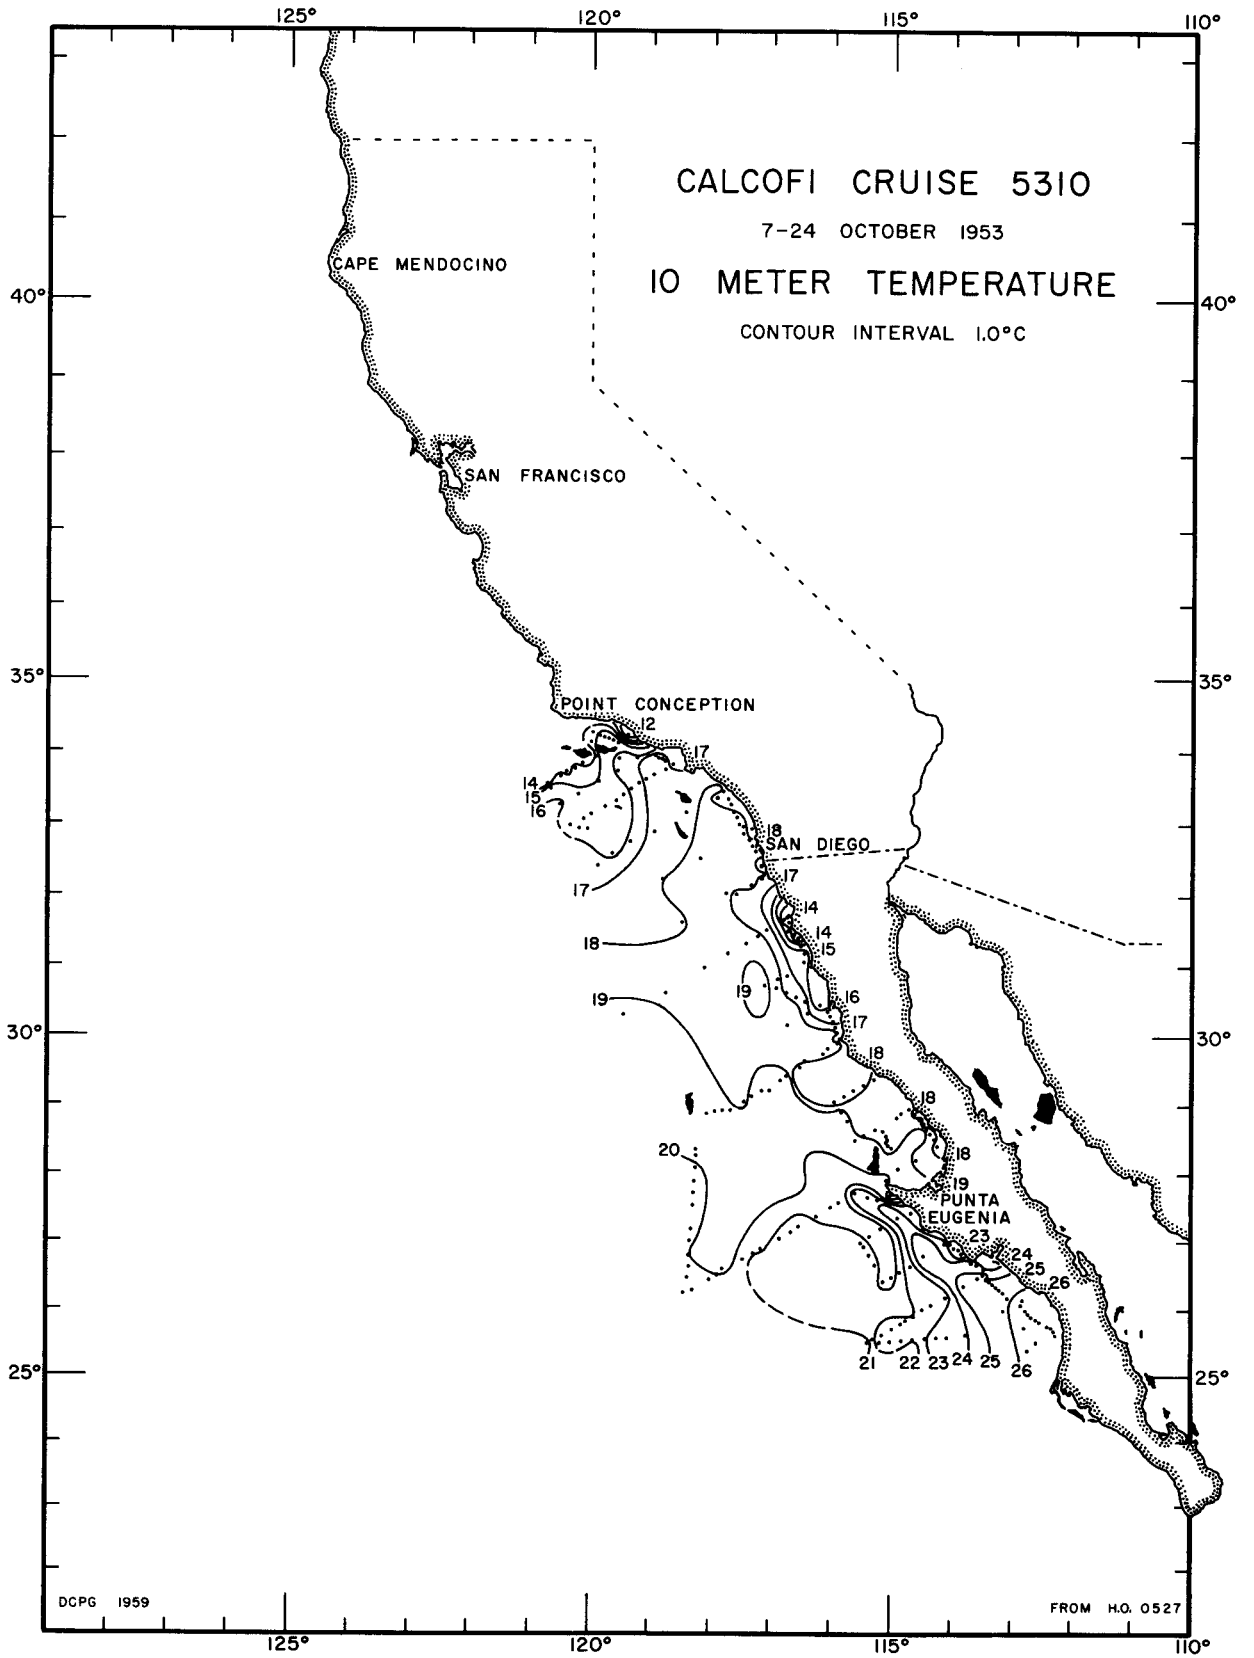 125° 120° 115° 110°
CALCOFI CRUISE 5310
7-24 OCTOBER 1953
10 METER TEMPERATURE
CONTOUR INTERVAL 1.0°C
CAPE MENDOCINO
40° 40°
SAN FRANCISCO
35° 35°
POINT CONCEPTION
12
17
14
15
16
18
SAN DIEGO
17
17
14
14
18
15
19
19
16
17
30° 30°
18
18
20
18
19
PUNTA
EUGENIA
23
24
25
26
21 22 23 24 25 26
25° 25°
DCPG 1959
FROM H.O. 0527
125° 120° 115° 110°